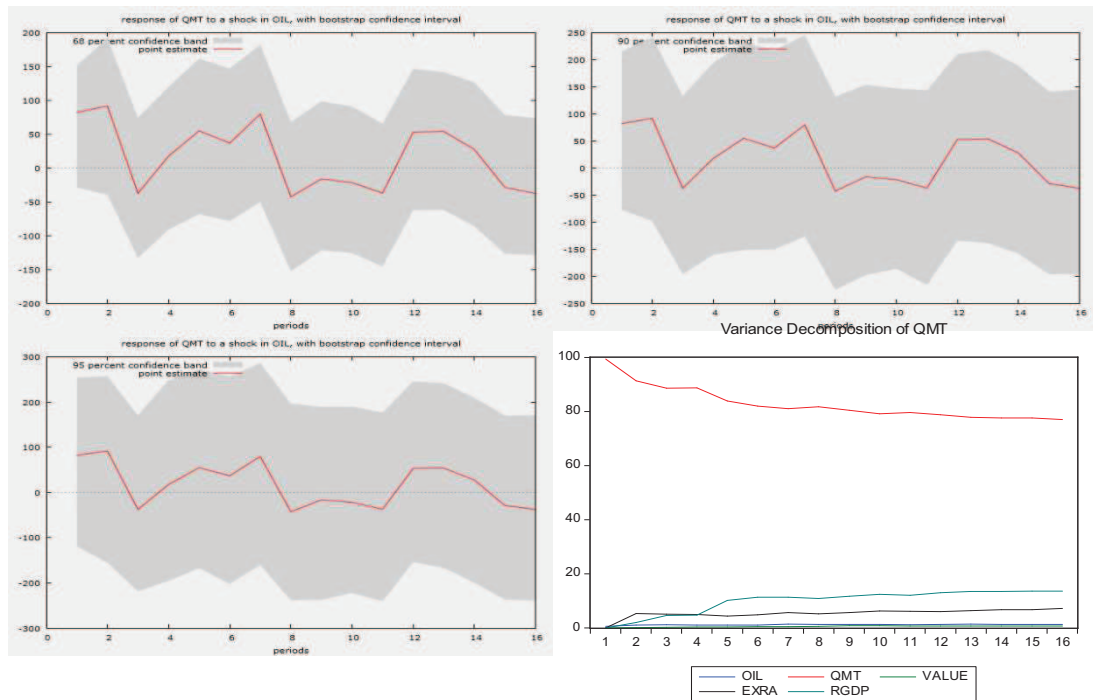 response of QMT to a shock in OIL, with bootstrap confidence interval
68 percent confidence band
point estimate
200
150
100
50
0
-50
-100
-150
-200
0 2 4 6 8 10 12 14 16
periods
response of QMT to a shock in OIL, with bootstrap confidence interval
90 percent confidence band
point estimate
250
200
150
100
50
0
-50
-100
-150
-200
-250
0 2 4 6 8 10 12 14 16
periods
response of QMT to a shock in OIL, with bootstrap confidence interval
95 percent confidence band
point estimate
300
200
100
0
-100
-200
-300
0 2 4 6 8 10 12 14 16
periods
Variance Decomposition of QMT
100
80
60
40
20
0
1 2 3 4 5 6 7 8 9 10 11 12 13 14 15 16
OIL QMT VALUE
EXRA RGDP